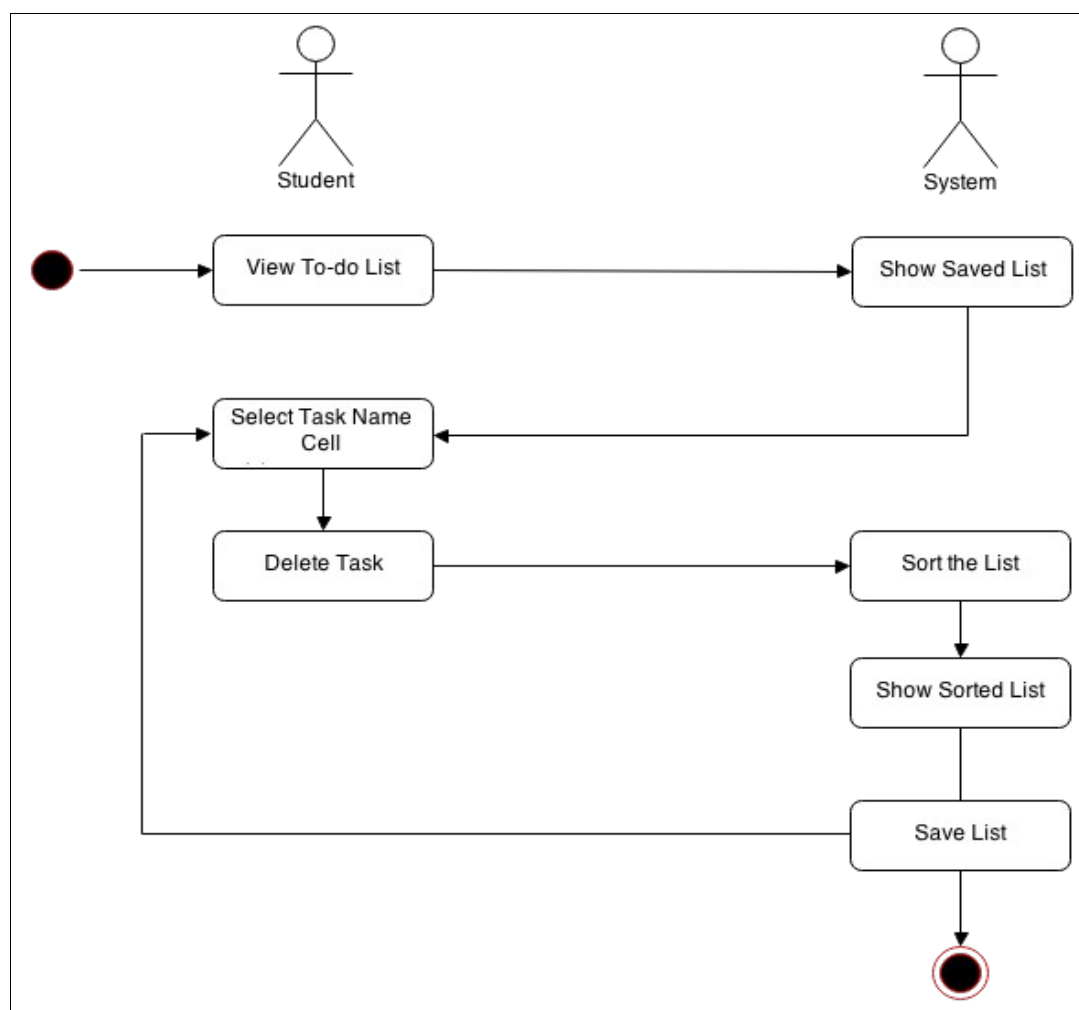 Student
System
View To-do List
Show Saved List
Select Task Name
Cell
Delete Task
Sort the List
Show Sorted List
Save List